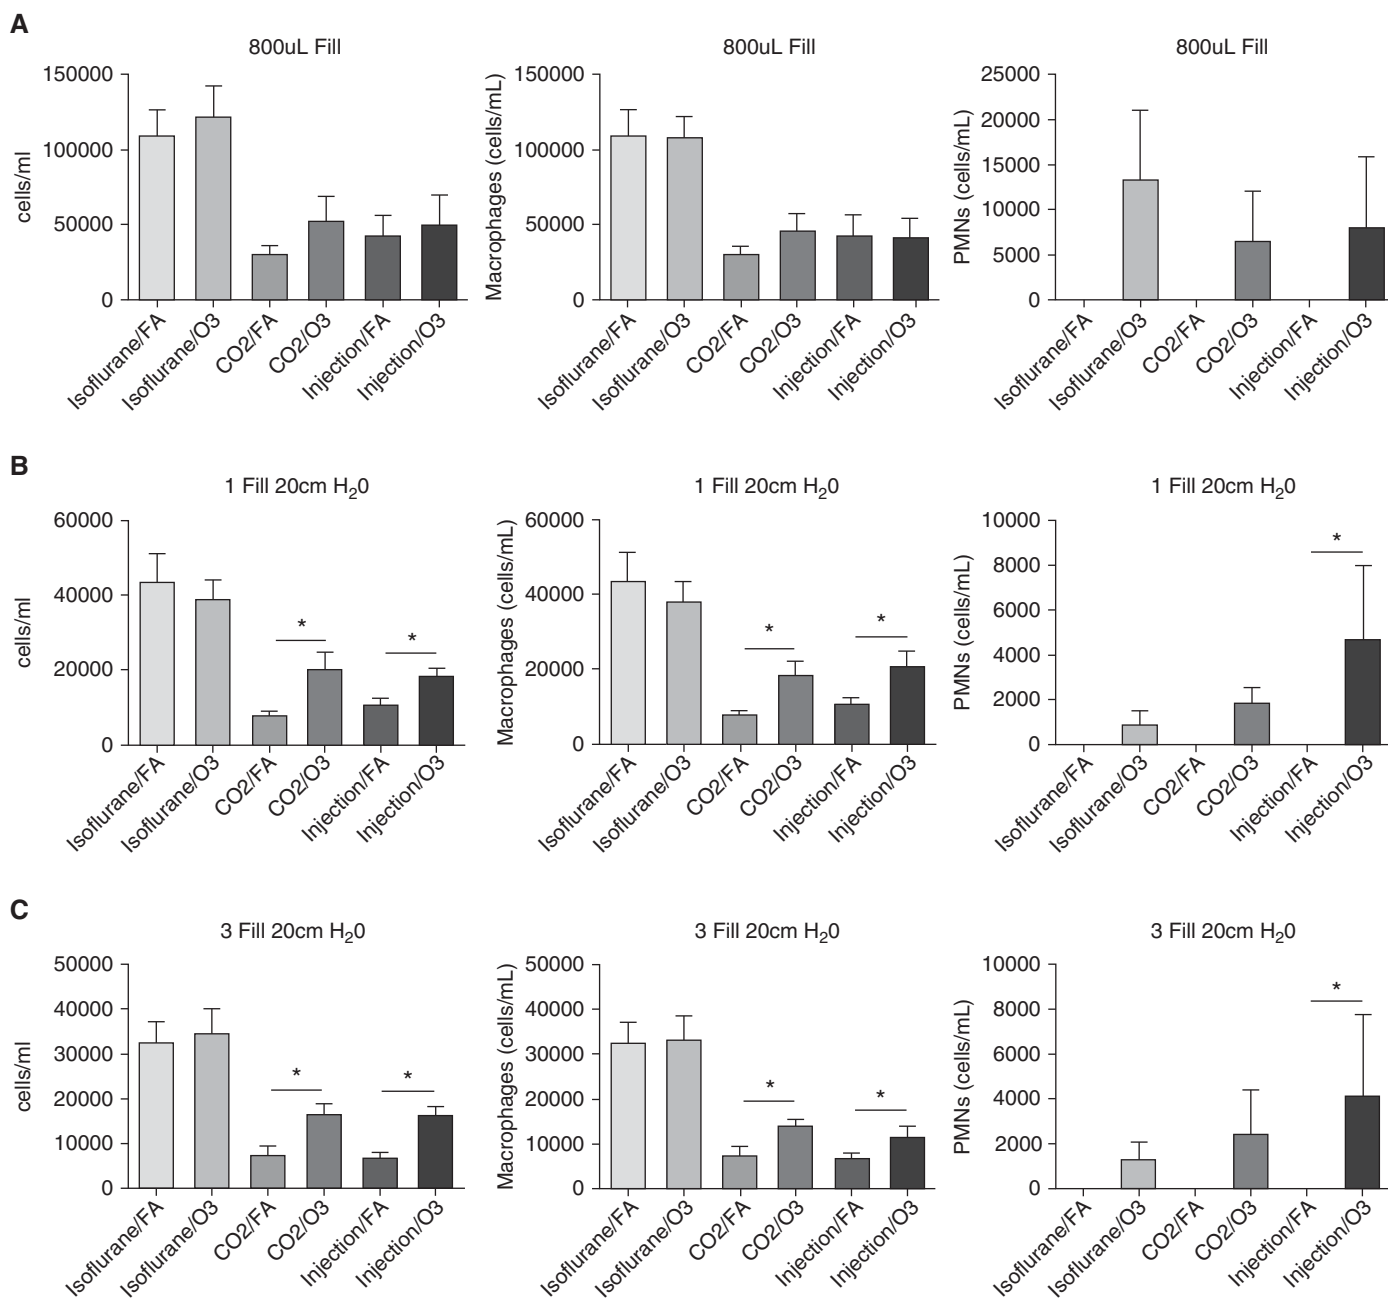 A
800uL Fill
cells/ml
150000
100000
50000
0
Isoflurane/FA
Isoflurane/O3
CO2/FA
CO2/O3
Injection/FA
Injection/O3
800uL Fill
Macrophages (cells/mL)
150000
100000
50000
0
Isoflurane/FA
Isoflurane/O3
CO2/FA
CO2/O3
Injection/FA
Injection/O3
800uL Fill
PMNs (cells/mL)
25000
20000
15000
10000
5000
0
Isoflurane/FA
Isoflurane/O3
CO2/FA
CO2/O3
Injection/FA
Injection/O3
B
1 Fill 20cm H₂0
cells/ml
60000
40000
20000
0
*
*
Isoflurane/FA
Isoflurane/O3
CO2/FA
CO2/O3
Injection/FA
Injection/O3
1 Fill 20cm H₂0
Macrophages (cells/mL)
60000
40000
20000
0
*
*
Isoflurane/FA
Isoflurane/O3
CO2/FA
CO2/O3
Injection/FA
Injection/O3
1 Fill 20cm H₂0
PMNs (cells/mL)
10000
8000
6000
4000
2000
0
*
Isoflurane/FA
Isoflurane/O3
CO2/FA
CO2/O3
Injection/FA
Injection/O3
C
3 Fill 20cm H₂0
cells/ml
50000
40000
30000
20000
10000
0
*
*
Isoflurane/FA
Isoflurane/O3
CO2/FA
CO2/O3
Injection/FA
Injection/O3
3 Fill 20cm H₂0
Macrophages (cells/mL)
50000
40000
30000
20000
10000
0
*
*
Isoflurane/FA
Isoflurane/O3
CO2/FA
CO2/O3
Injection/FA
Injection/O3
3 Fill 20cm H₂0
PMNs (cells/mL)
10000
8000
6000
4000
2000
0
*
Isoflurane/FA
Isoflurane/O3
CO2/FA
CO2/O3
Injection/FA
Injection/O3